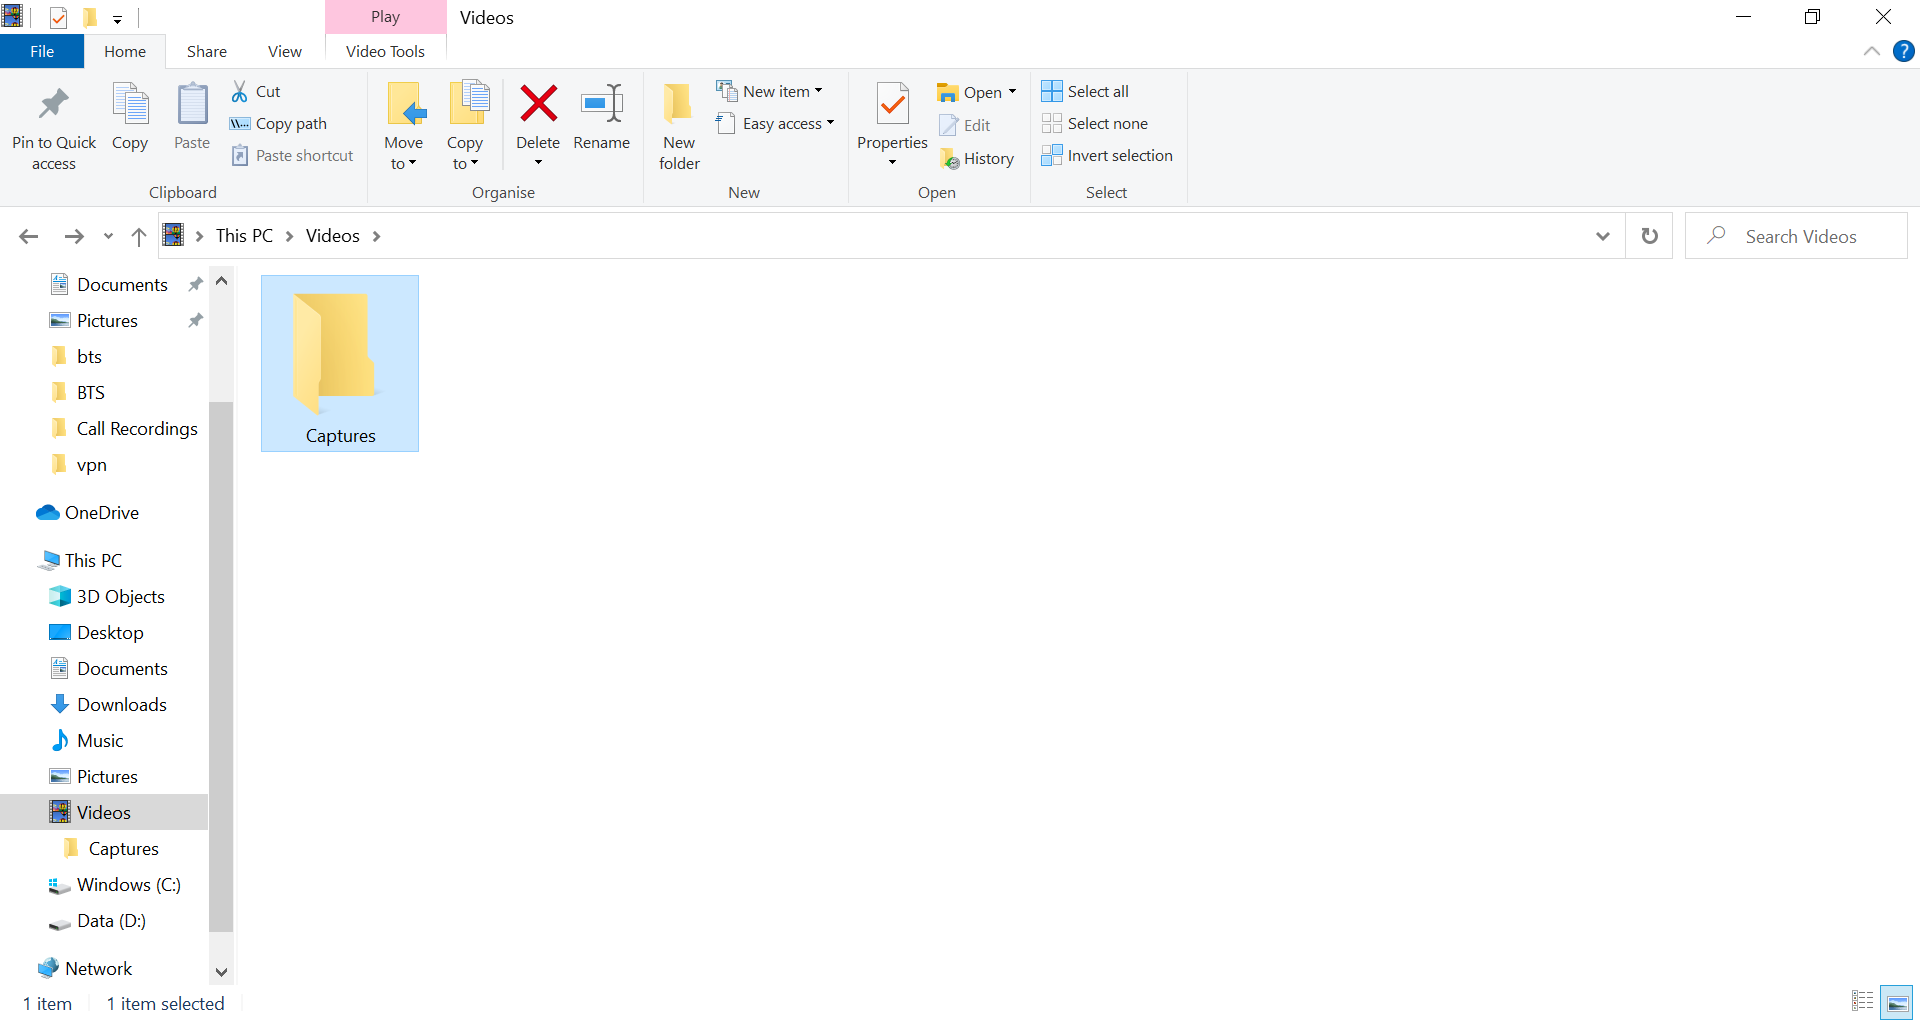 Play
Videos
File
Home
Share
View
Video Tools
?
Pin to Quick access
Copy
Paste
Cut
Copy path
Paste shortcut
Clipboard
Move to
Copy to
Delete
Rename
Organise
New folder
New item
Easy access
New
Properties
Open
Edit
History
Open
Select all
Select none
Invert selection
Select
This PC
Videos
Search Videos
Documents
Pictures
bts
BTS
Call Recordings
vpn
OneDrive
This PC
3D Objects
Desktop
Documents
Downloads
Music
Pictures
Videos
Captures
Windows (C:)
Data (D:)
Network
Captures
1 item
1 item selected